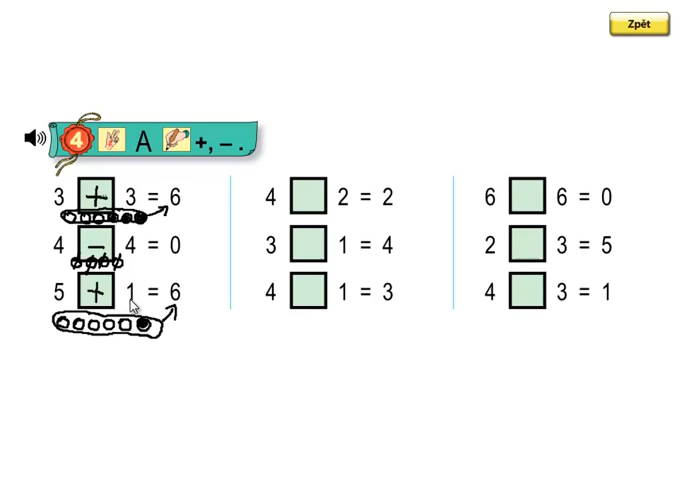 Zpět
4 A +, – .
3 + 3 = 6
4 – 4 = 0
5 + 1 = 6
4 2 = 2
3 1 = 4
4 1 = 3
6 6 = 0
2 3 = 5
4 3 = 1